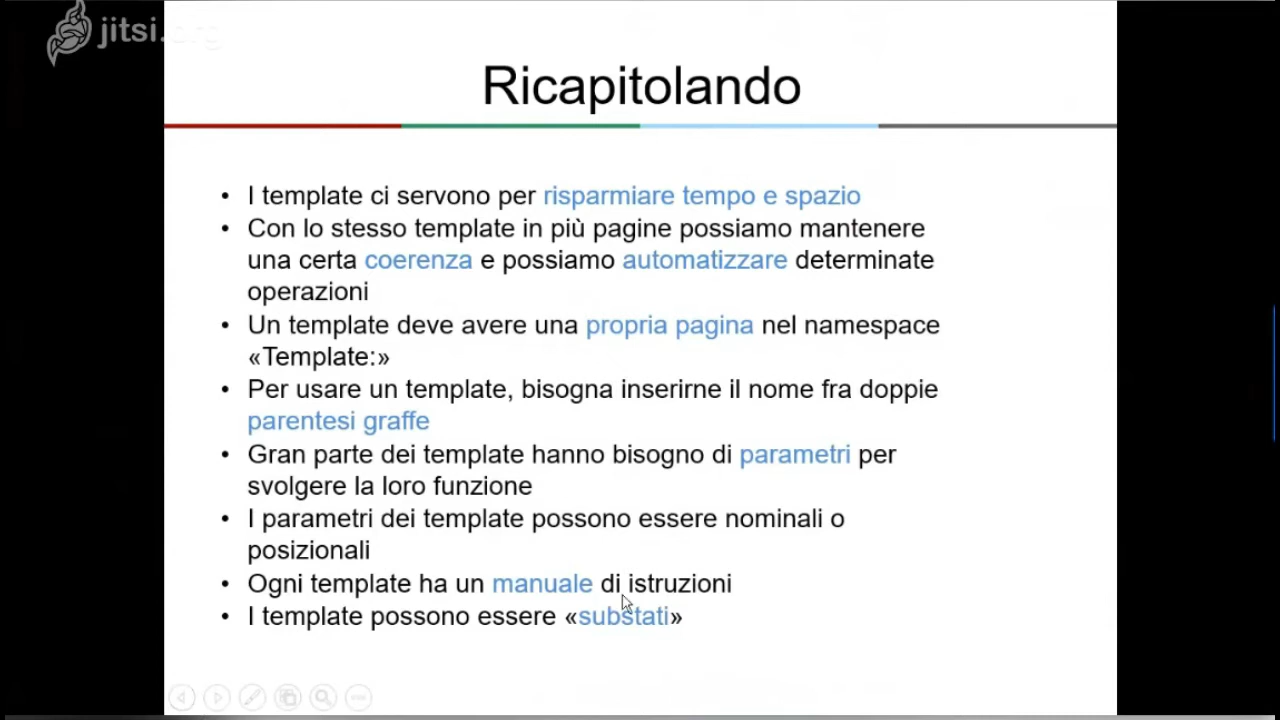 jitsi.org
Ricapitolando
• I template ci servono per risparmiare tempo e spazio
• Con lo stesso template in più pagine possiamo mantenere
una certa coerenza e possiamo automatizzare determinate
operazioni
• Un template deve avere una propria pagina nel namespace
«Template:»
• Per usare un template, bisogna inserirne il nome fra doppie
parentesi graffe
• Gran parte dei template hanno bisogno di parametri per
svolgere la loro funzione
• I parametri dei template possono essere nominali o
posizionali
• Ogni template ha un manuale di istruzioni
• I template possono essere «substati»